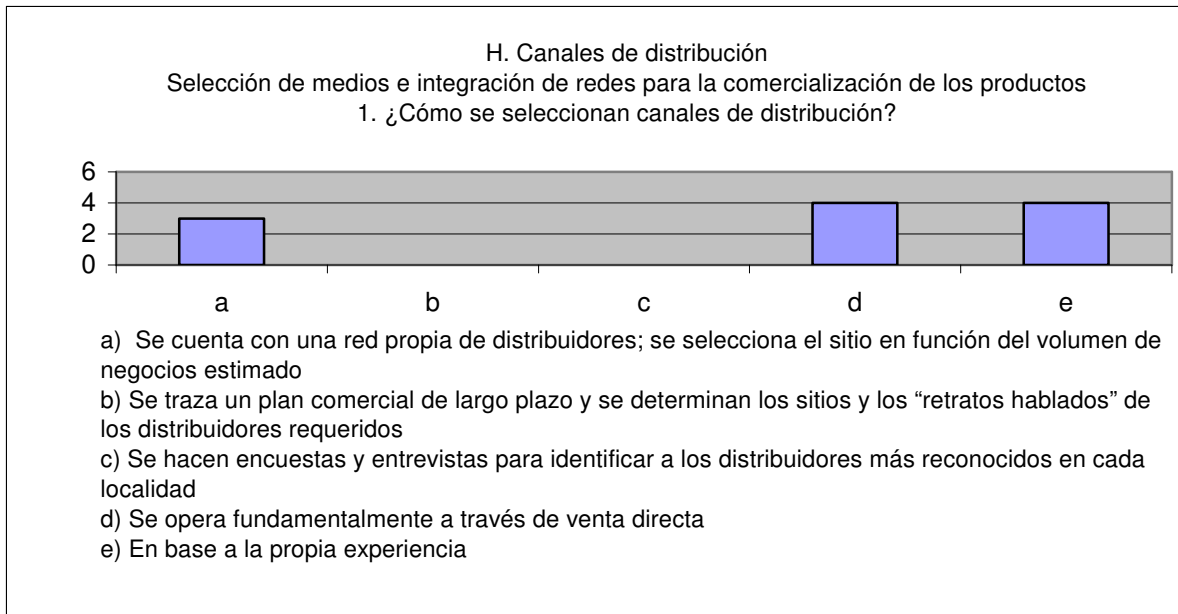 H. Canales de distribución
Selección de medios e integración de redes para la comercialización de los productos
1. ¿Cómo se seleccionan canales de distribución?
6
4
2
0
a b c d e
a)  Se cuenta con una red propia de distribuidores; se selecciona el sitio en función del volumen de
negocios estimado
b) Se traza un plan comercial de largo plazo y se determinan los sitios y los “retratos hablados” de
los distribuidores requeridos
c) Se hacen encuestas y entrevistas para identificar a los distribuidores más reconocidos en cada
localidad
d) Se opera fundamentalmente a través de venta directa
e) En base a la propia experiencia